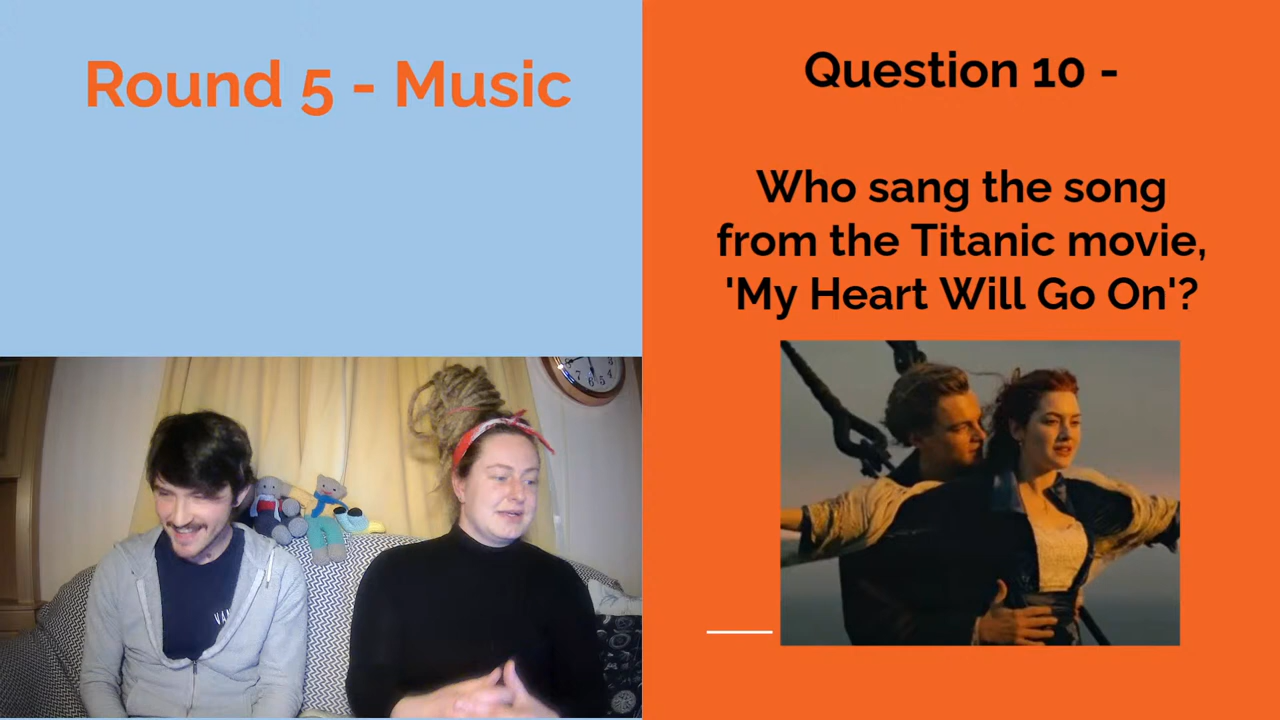 Round 5 - Music
Question 10 -
Who sang the song
from the Titanic movie,
'My Heart Will Go On'?